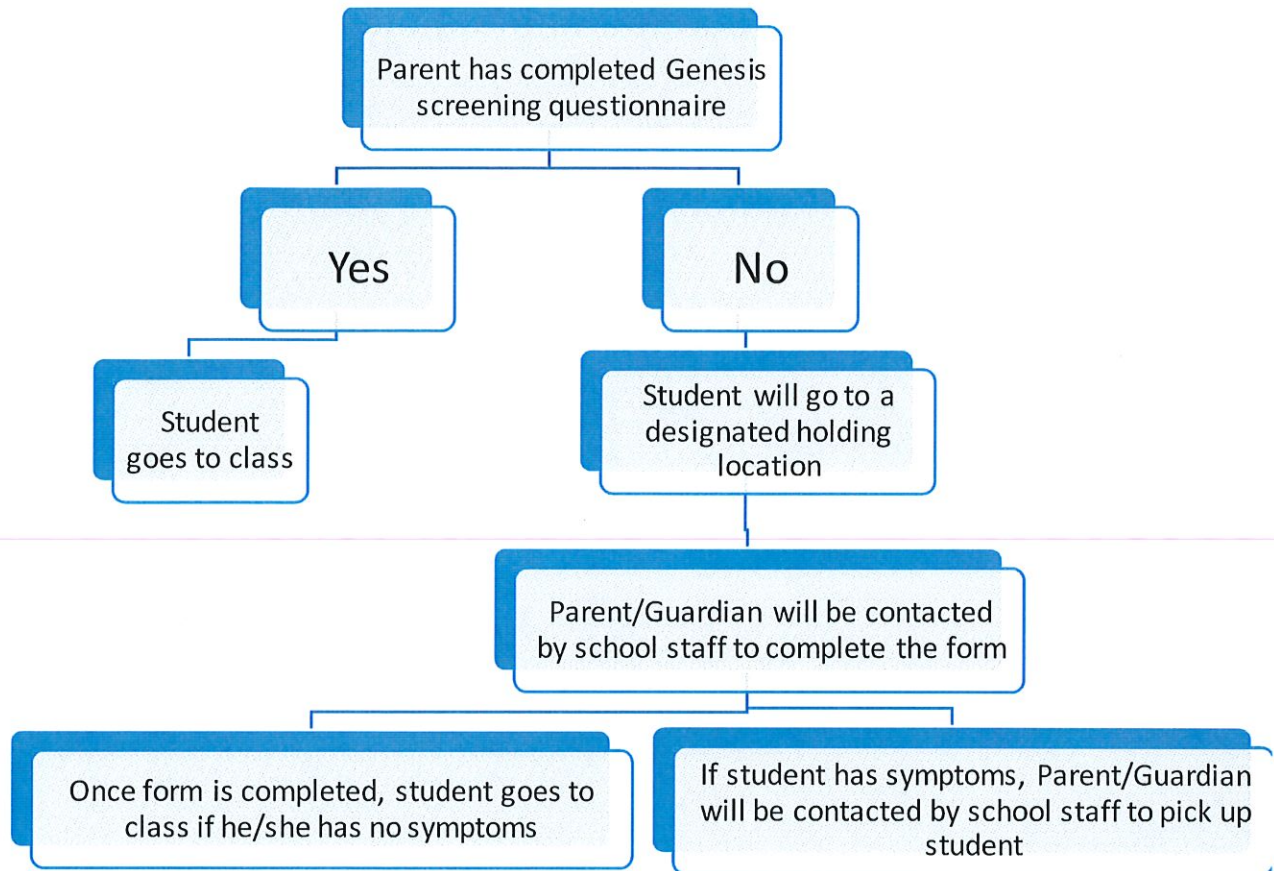 Parent has completed Genesis
screening questionnaire
Yes
No
Student
goes to class
Student will go to a
designated holding
location
Parent/Guardian will be contacted
by school staff to complete the form
Once form is completed, student goes to
class if he/she has no symptoms
If student has symptoms, Parent/Guardian
will be contacted by school staff to pick up
student